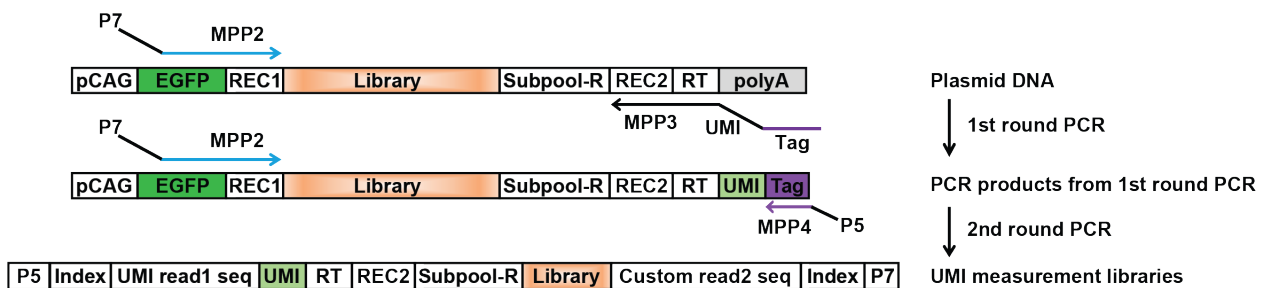 P7
MPP2
pCAG EGFP REC1 Library Subpool-R REC2 RT polyA Plasmid DNA
MPP3 UMI Tag
1st round PCR
P7
MPP2
pCAG EGFP REC1 Library Subpool-R REC2 RT UMI Tag PCR products from 1st round PCR
MPP4 P5
2nd round PCR
P5 Index UMI read1 seq UMI RT REC2 Subpool-R Library Custom read2 seq Index P7 UMI measurement libraries